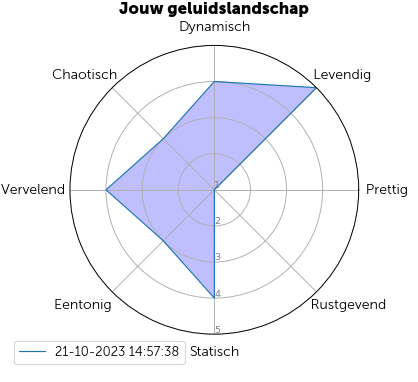 Jouw geluidslandschap
Dynamisch
Chaotisch
Levendig
Vervelend
Prettig
1
2
3
4
5
Eentonig
Rustgevend
Statisch
21-10-2023 14:57:38